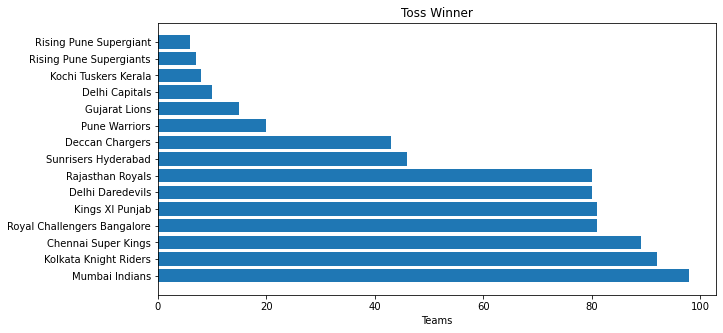 Toss Winner
Rising Pune Supergiant
Rising Pune Supergiants
Kochi Tuskers Kerala
Delhi Capitals
Gujarat Lions
Pune Warriors
Deccan Chargers
Sunrisers Hyderabad
Rajasthan Royals
Delhi Daredevils
Kings XI Punjab
Royal Challengers Bangalore
Chennai Super Kings
Kolkata Knight Riders
Mumbai Indians
0 20 40 60 80 100
Teams